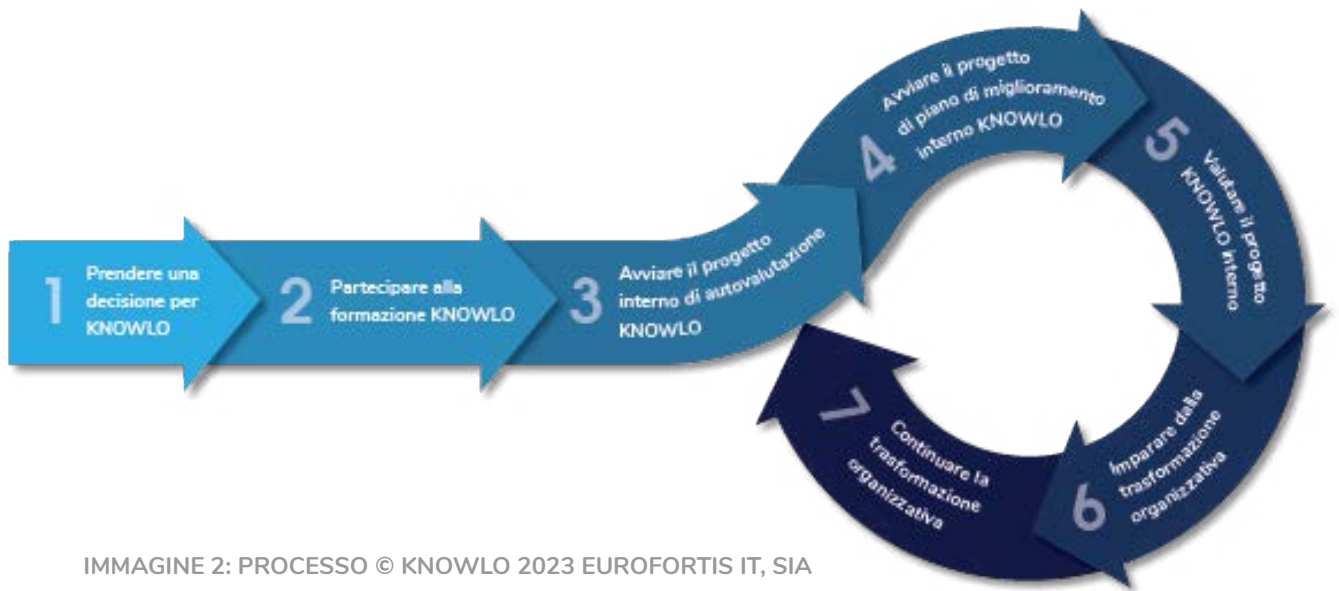 1
Prendere una
decisione per
KNOWLO
2
Partecipare alla
formazione KNOWLO
3
Avviare il progetto
interno di autovalutazione
KNOWLO
4
Avviare il progetto
di piano di miglioramento
interno KNOWLO
5
Valutare il progetto
KNOWLO interno
6
Imparare dalla
trasformazione
organizzativa
7
Continuare la
trasformazione
organizzativa
IMMAGINE 2: PROCESSO © KNOWLO 2023 EUROFORTIS IT, SIA